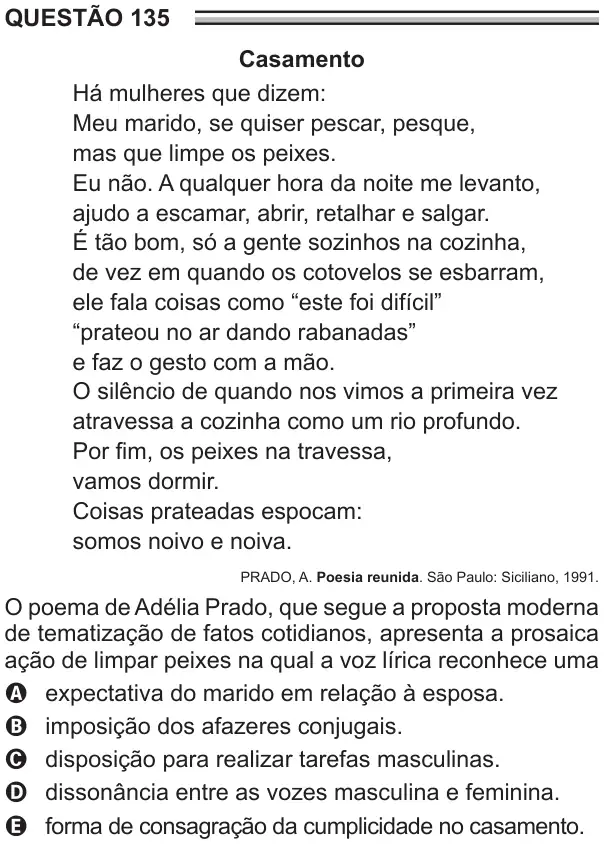 QUESTÃO 135
Casamento
Há mulheres que dizem:
Meu marido, se quiser pescar, pesque,
mas que limpe os peixes.
Eu não. A qualquer hora da noite me levanto,
ajudo a escamar, abrir, retalhar e salgar.
É tão bom, só a gente sozinhos na cozinha,
de vez em quando os cotovelos se esbarram,
ele fala coisas como “este foi difícil”
“prateou no ar dando rabanadas”
e faz o gesto com a mão.
O silêncio de quando nos vimos a primeira vez
atravessa a cozinha como um rio profundo.
Por fim, os peixes na travessa,
vamos dormir.
Coisas prateadas espocam:
somos noivo e noiva.
PRADO, A. Poesia reunida. São Paulo: Siciliano, 1991.
O poema de Adélia Prado, que segue a proposta moderna
de tematização de fatos cotidianos, apresenta a prosaica
ação de limpar peixes na qual a voz lírica reconhece uma
A expectativa do marido em relação à esposa.
B imposição dos afazeres conjugais.
C disposição para realizar tarefas masculinas.
D dissonância entre as vozes masculina e feminina.
E forma de consagração da cumplicidade no casamento.